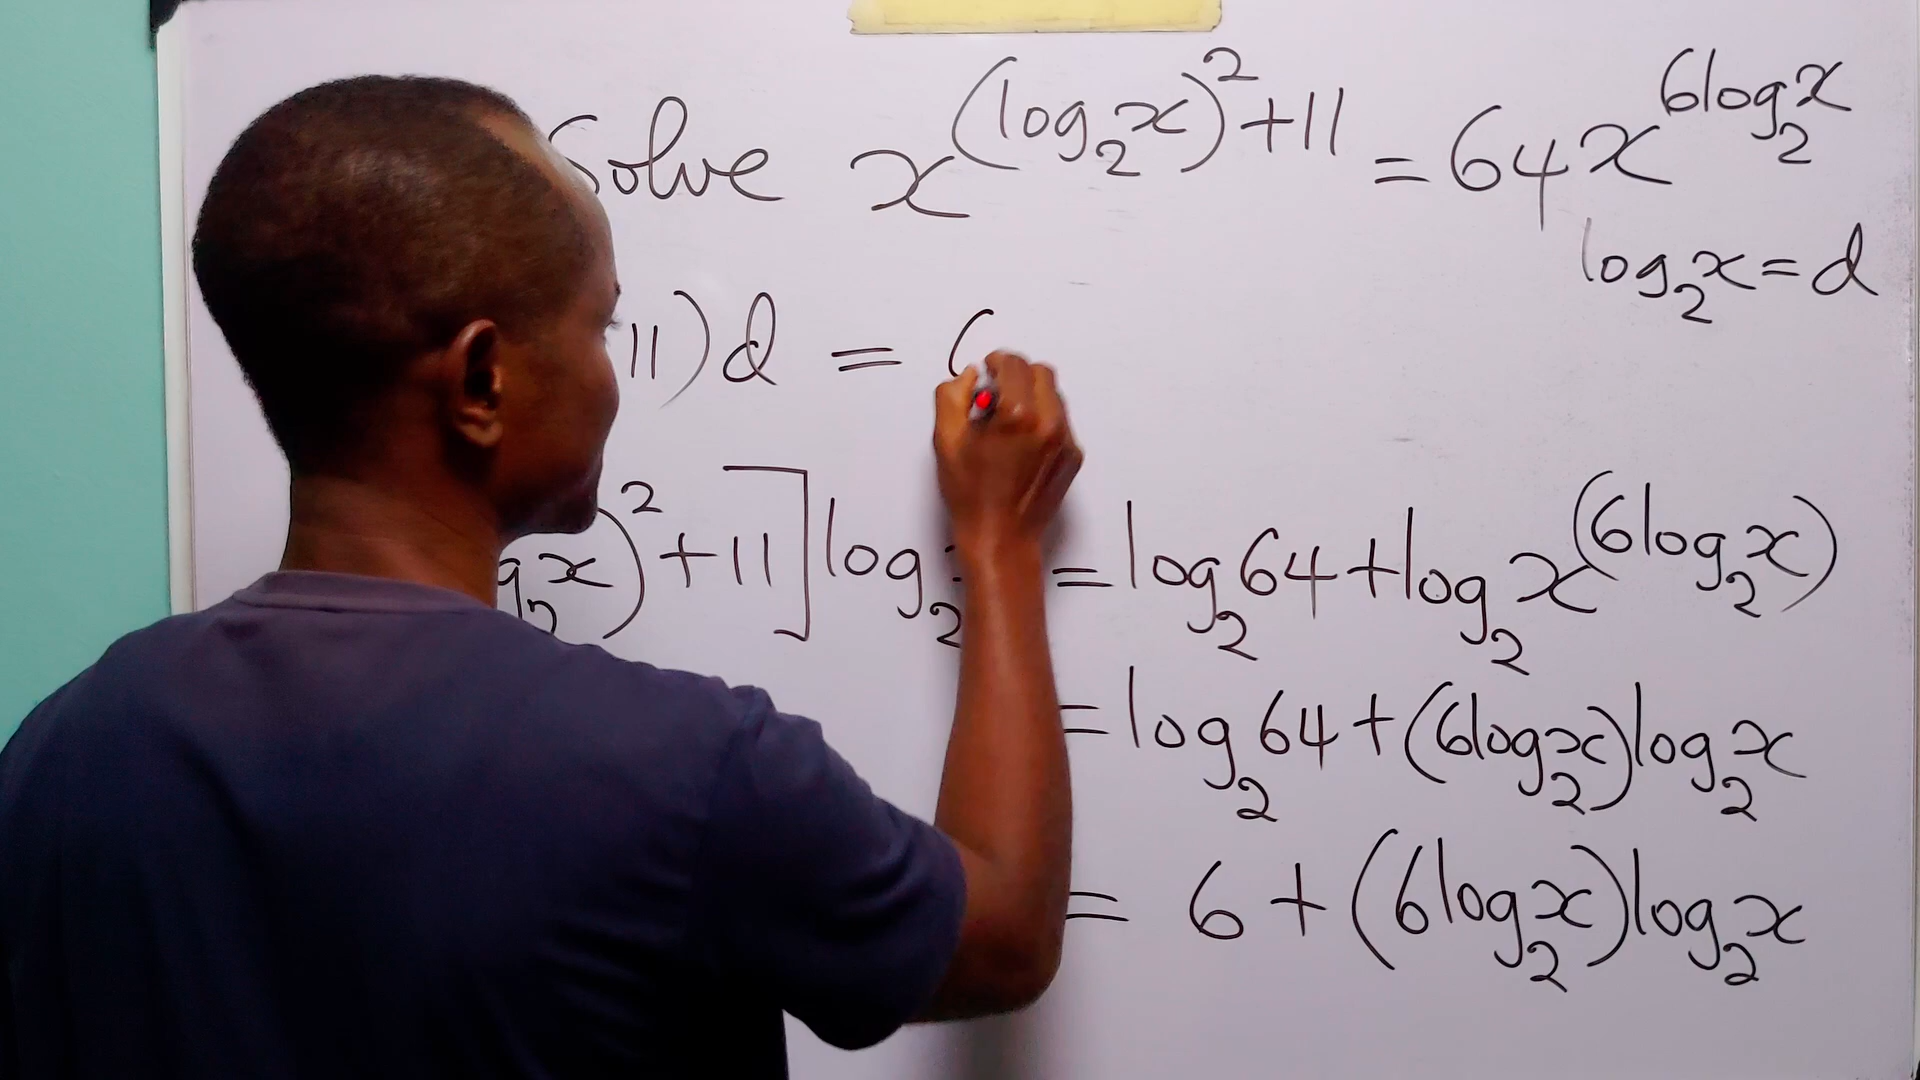 Solve x^(log₂x)²+11 = 64x^6log₂x
log₂x = d
11)d = 6
x)²+11]log₂ = log₂64+log₂x^(6log₂x)
= log₂64+(6log₂x)log₂x
= 6+(6log₂x)log₂x